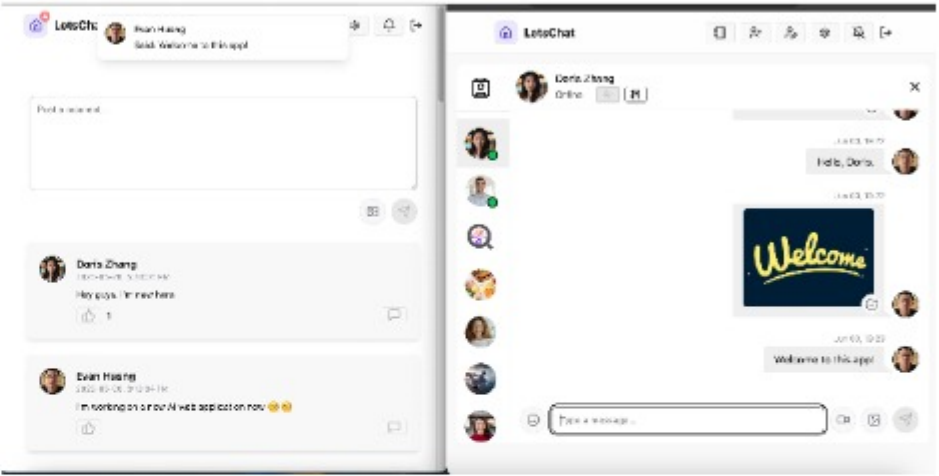 LetsCh
Evan Huang
Said: Welcome to this app!
Post a moment...
Doris Zhang
Hey guys, I'm new here
1
Evan Huang
I'm working on a new AI web application now 🧐🧐
LetsChat
Doris Zhang
Online
Hello, Doris.
Welcome
Welcome to this app!
Type a message...